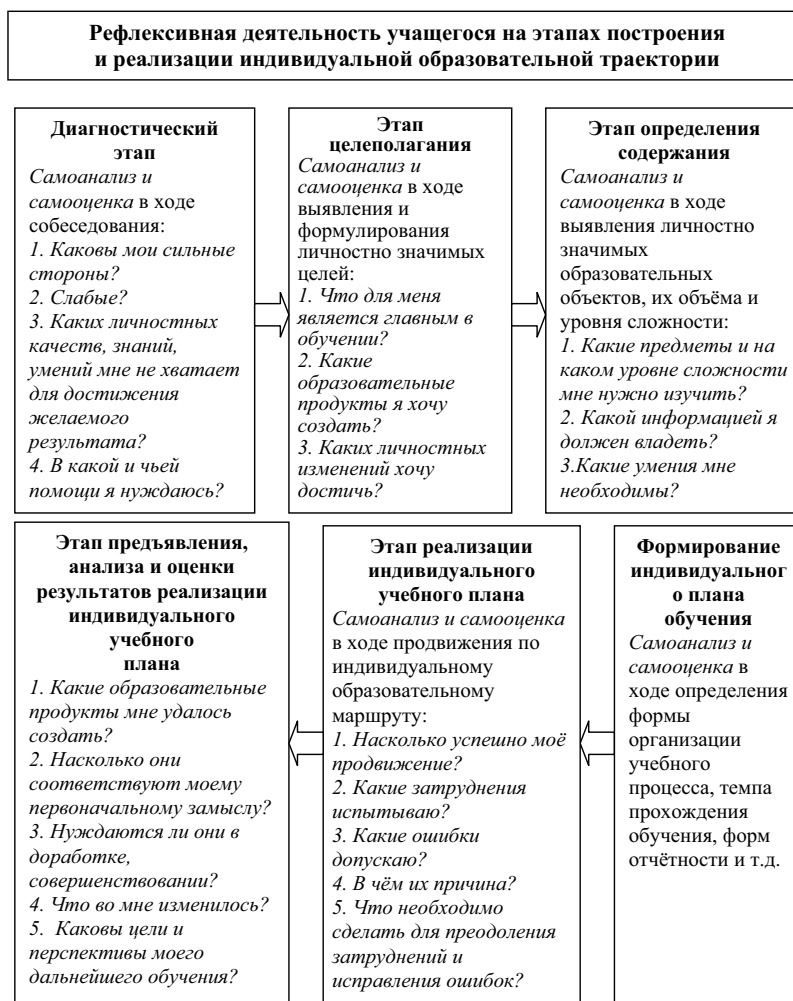 Рефлексивная деятельность учащегося на этапах построения
и реализации индивидуальной образовательной траектории
Диагностический
этап
Самоанализ и
самооценка в ходе
собеседования:
1. Каковы мои сильные
стороны?
2. Слабые?
3. Каких личностных
качеств, знаний,
умений мне не хватает
для достижения
желаемого
результата?
4. В какой и чьей
помощи я нуждаюсь?
Этап
целеполагания
Самоанализ и
самооценка в ходе
выявления и
формулирования
личностно значимых
целей:
1. Что для меня
является главным в
обучении?
2. Какие
образовательные
продукты я хочу
создать?
3. Каких личностных
изменений хочу
достичь?
Этап определения
содержания
Самоанализ и
самооценка в ходе
выявления личностно
значимых
образовательных
объектов, их объёма и
уровня сложности:
1. Какие предметы и на
каком уровне сложности
мне нужно изучить?
2. Какой информацией я
должен владеть?
3.Какие умения мне
необходимы?
Этап предъявления,
анализа и оценки
результатов реализации
индивидуального
учебного
плана
1. Какие образовательные
продукты мне удалось
создать?
2. Насколько они
соответствуют моему
первоначальному замыслу?
3. Нуждаются ли они в
доработке,
совершенствовании?
4. Что во мне изменилось?
5. Каковы цели и
перспективы моего
дальнейшего обучения?
Этап реализации
индивидуального
учебного плана
Самоанализ и самооценка
в ходе продвижения по
индивидуальному
образовательному
маршруту:
1. Насколько успешно моё
продвижение?
2. Какие затруднения
испытываю?
3. Какие ошибки
допускаю?
4. В чём их причина?
5. Что необходимо
сделать для преодоления
затруднений и
исправления ошибок?
Формирование
индивидуальног
о плана
обучения
Самоанализ и
самооценка в
ходе определения
формы
организации
учебного
процесса, темпа
прохождения
обучения, форм
отчётности и т.д.